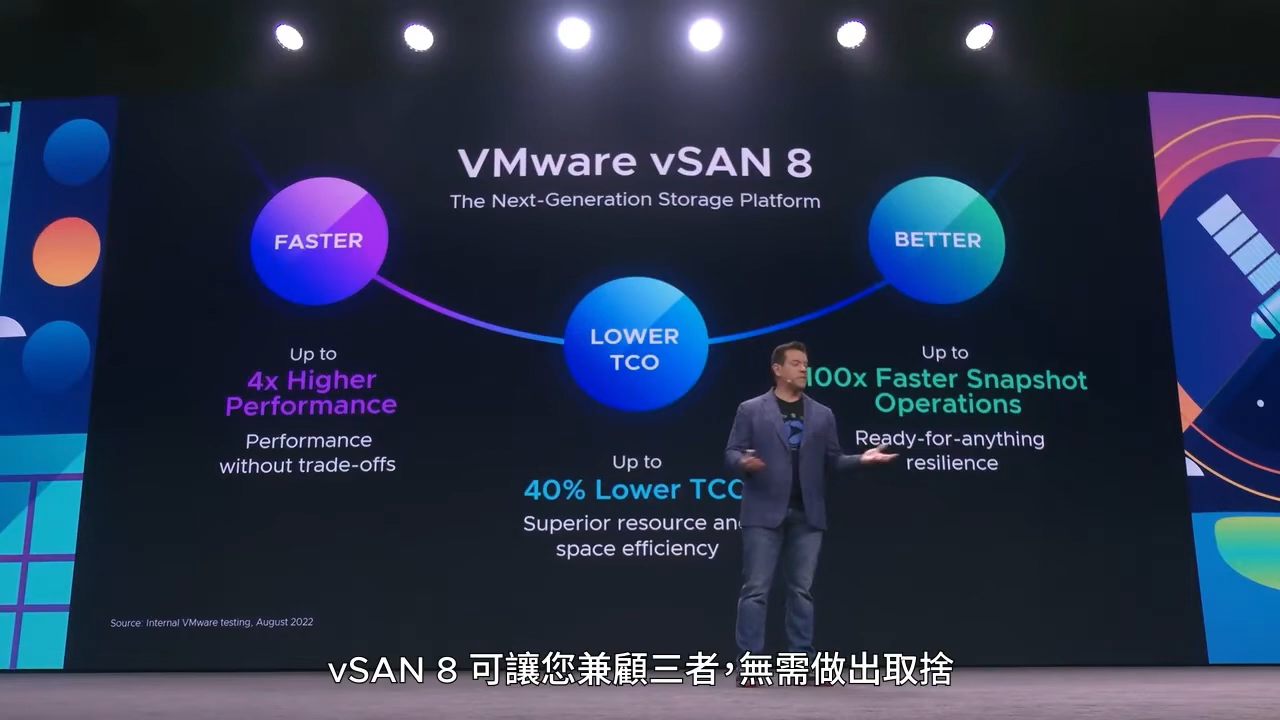 VMware vSAN 8
The Next-Generation Storage Platform
FASTER
Up to
4x Higher
Performance
Performance
without trade-offs
LOWER
TCO
Up to
40% Lower TCO
Superior resource and
space efficiency
BETTER
Up to
100x Faster Snapshot
Operations
Ready-for-anything
resilience
Source: Internal VMware testing, August 2022
vSAN 8 可讓您兼顧三者，無需做出取捨